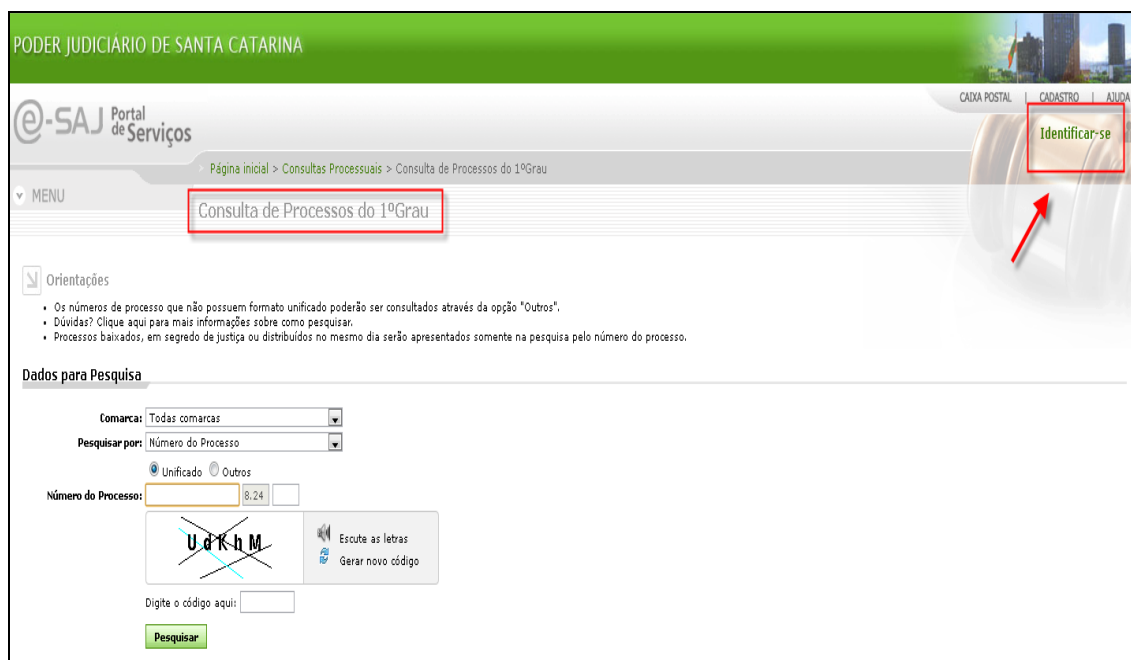 PODER JUDICIÁRIO DE SANTA CATARINA
CAIXA POSTAL | CADASTRO | AJUDA
@-SAJ Portal de Serviços
Identificar-se
Página inicial > Consultas Processuais > Consulta de Processos do 1ºGrau
MENU
Consulta de Processos do 1ºGrau
Orientações
• Os números de processo que não possuem formato unificado poderão ser consultados através da opção "Outros".
• Dúvidas? Clique aqui para mais informações sobre como pesquisar.
• Processos baixados, em segredo de justiça ou distribuídos no mesmo dia serão apresentados somente na pesquisa pelo número do processo.
Dados para Pesquisa
Comarca: Todas comarcas
Pesquisar por: Número do Processo
Unificado Outros
Número do Processo: 8.24
UdKhM
Escute as letras
Gerar novo código
Digite o código aqui:
Pesquisar